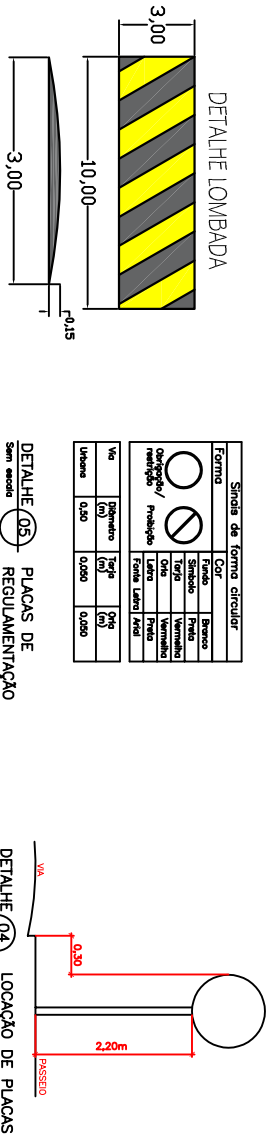 DETALHE LOMBADA
3,00
10,00
0,15
3,00
Sinais de forma circular
Forma Cor
Obrigação/ restrição Proibição
Fundo Branco
Símbolo Preta
Tarja Vermelha
Orla Vermelha
Letra Preta
Fonte Letra Arial
Via Diâmetro (m) Tarja (m) Orla (m)
Urbana 0,50 0,050 0,050
DETALHE 05 PLACAS DE
Sem escala REGULAMENTAÇÃO
VIA
0,30
2,20m
PASSEIO
DETALHE 04 LOCAÇÃO DE PLACAS